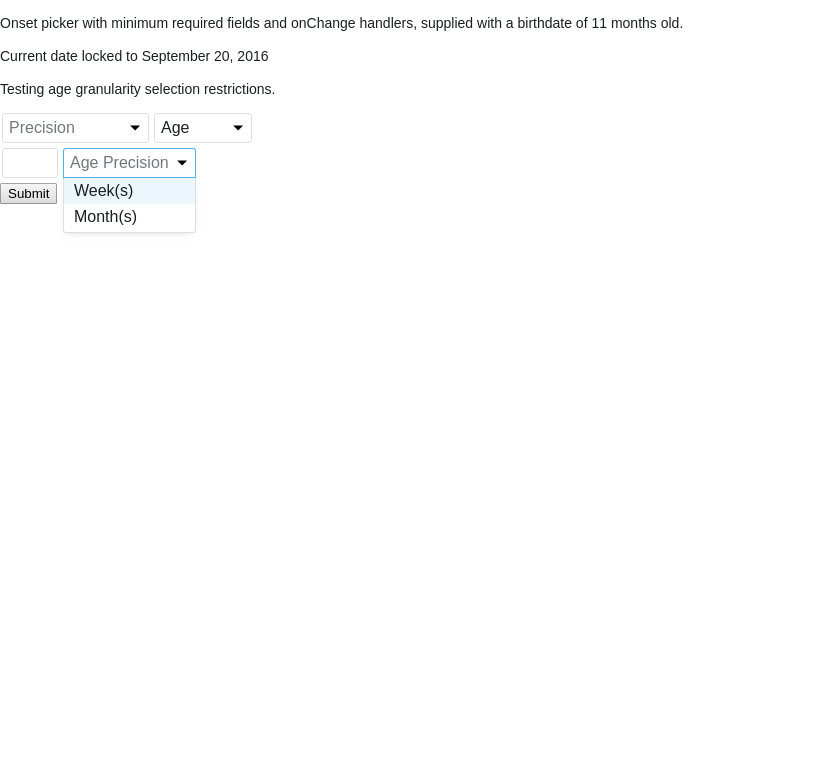 Onset picker with minimum required fields and onChange handlers, supplied with a birthdate of 11 months old.
Current date locked to September 20, 2016
Testing age granularity selection restrictions.
Precision Age
Age Precision
Submit Week(s)
Month(s)